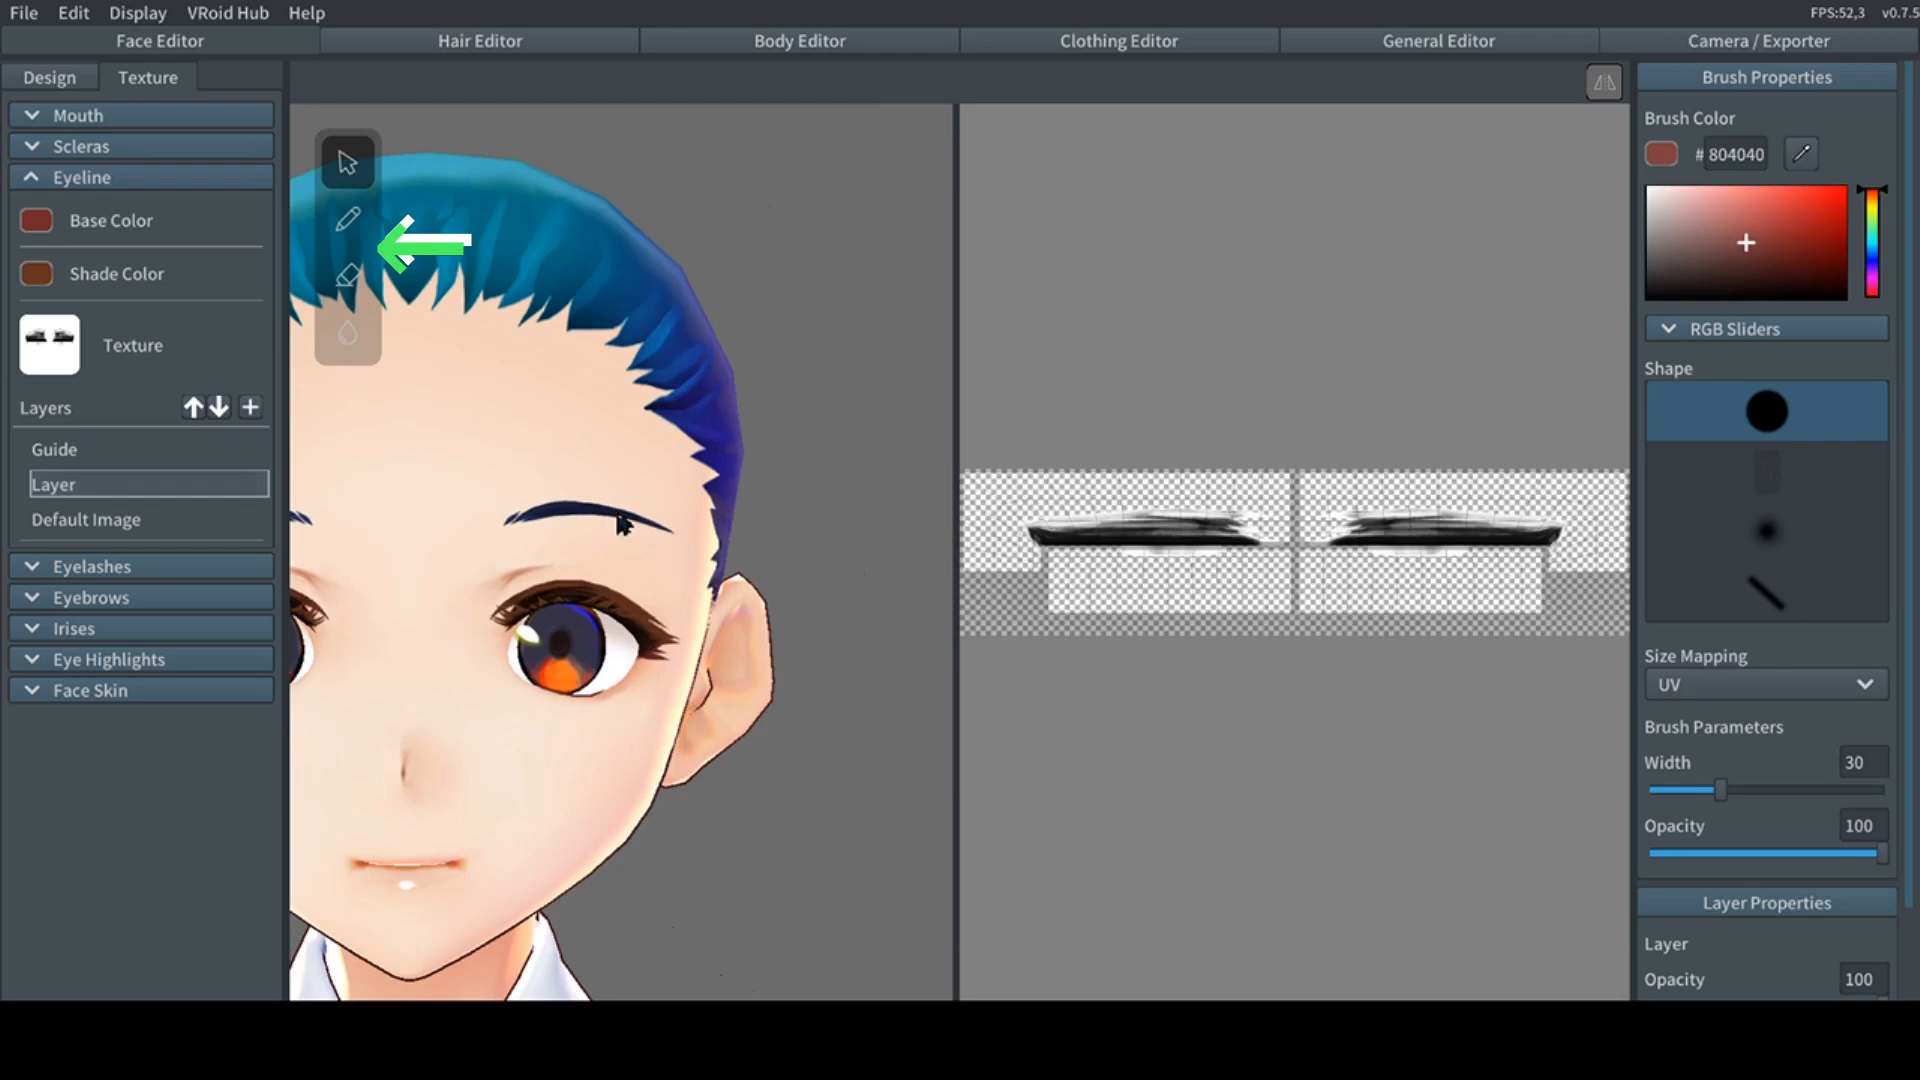 File Edit Display VRoid Hub Help
FPS:52,3 v0.7.5
Face Editor Hair Editor Body Editor Clothing Editor General Editor Camera / Exporter
Design Texture
Mouth
Scleras
Eyeline
Base Color
Shade Color
Texture
Layers
Guide
Layer
Default Image
Eyelashes
Eyebrows
Irises
Eye Highlights
Face Skin
Brush Properties
Brush Color
# 804040
RGB Sliders
Shape
Size Mapping
UV
Brush Parameters
Width 30
Opacity 100
Layer Properties
Layer
Opacity 100